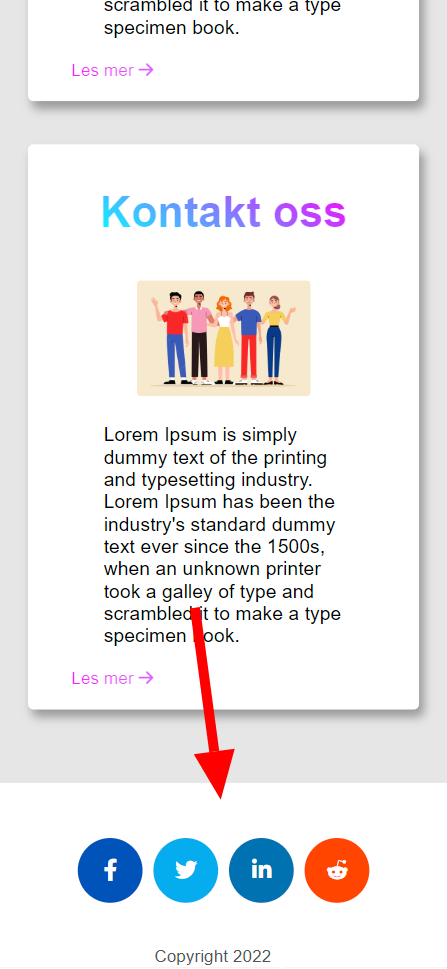 scrambled it to make a type
specimen book.
Les mer
Kontakt oss
Lorem Ipsum is simply
dummy text of the printing
and typesetting industry.
Lorem Ipsum has been the
industry's standard dummy
text ever since the 1500s,
when an unknown printer
took a galley of type and
scrambled it to make a type
specimen book.
Les mer
Copyright 2022